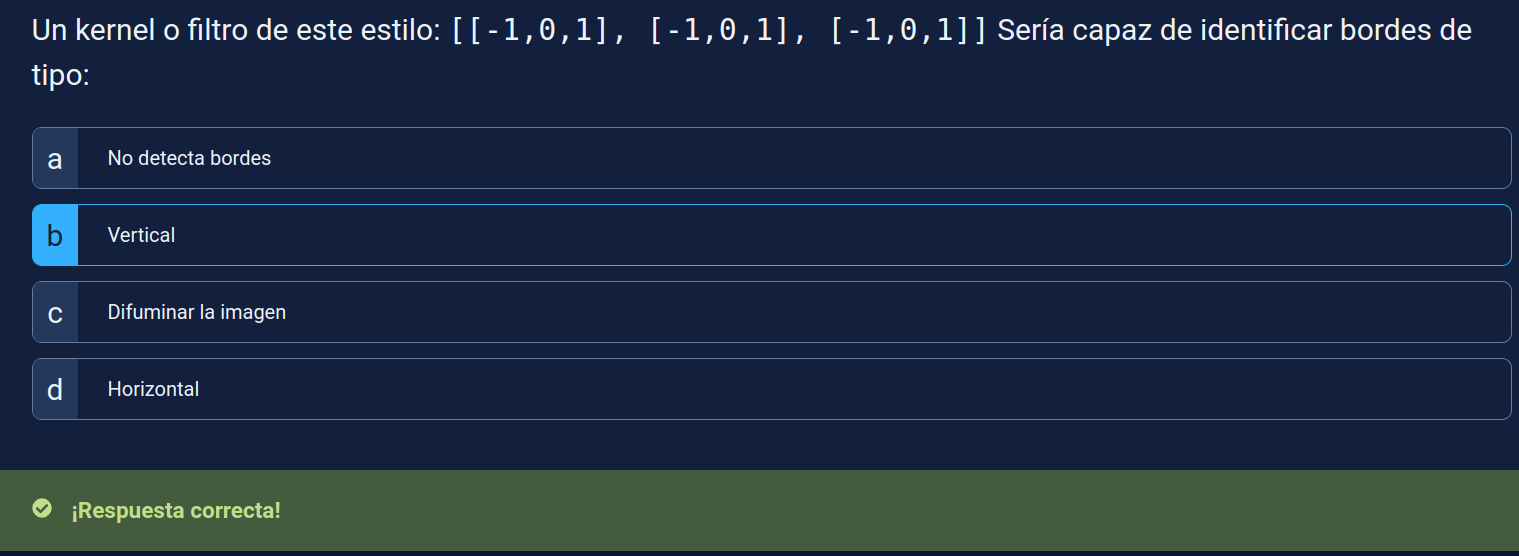 Un kernel o filtro de este estilo: [[-1,0,1], [-1,0,1], [-1,0,1]] Sería capaz de identificar bordes de
tipo:
a No detecta bordes
b Vertical
c Difuminar la imagen
d Horizontal
¡Respuesta correcta!